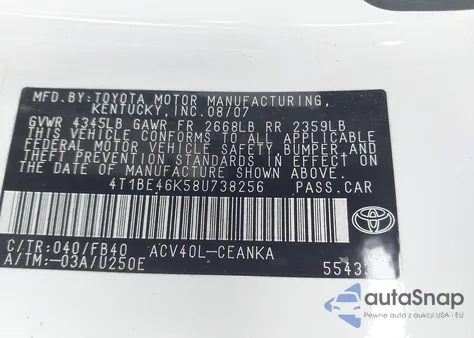 MFD.BY:TOYOTA MOTOR MANUFACTURING,
KENTUCKY, INC.08/07
GVWR 4345LB GAWR FR 2668LB RR 2359LB
THIS VEHICLE CONFORMS TO ALL APPLICABLE
FEDERAL MOTOR VEHICLE SAFETY, BUMPER AND
THEFT PREVENTION STANDARDS IN EFFECT ON
THE DATE OF MANUFACTURE SHOWN ABOVE.
4T1BE46K58U738256 PASS.CAR
C/TR:040/FB40 ACV40L-CEANKA
A/TM:-03A/U250E
TOYOTA
autoSnap
Pewne auta z aukcji USA i EU